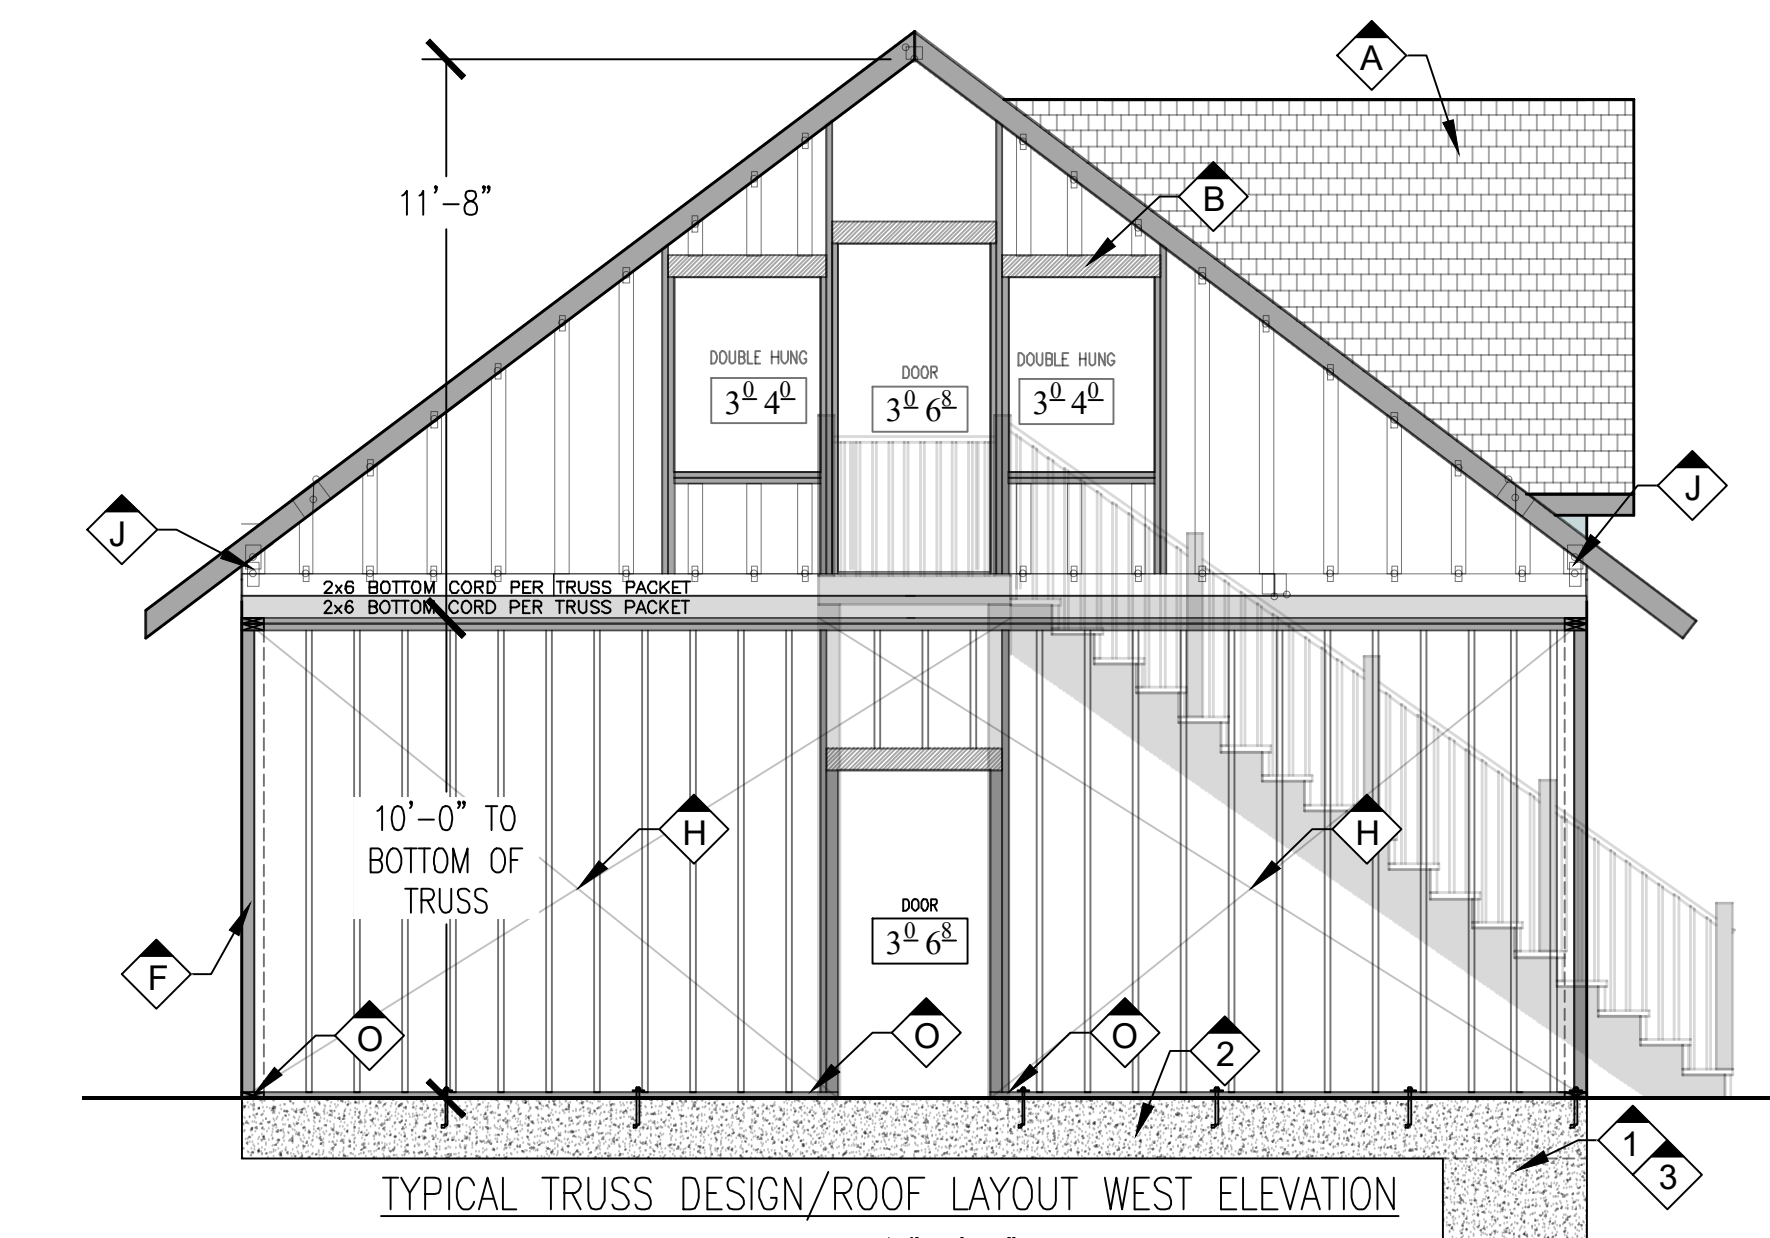 A
11'-8"
B
DOUBLE HUNG
3⁰ 4⁰
DOOR
3⁰ 6⁸
DOUBLE HUNG
3⁰ 4⁰
J
J
2x6 BOTTOM CORD PER TRUSS PACKET
2x6 BOTTOM CORD PER TRUSS PACKET
10'-0" TO
BOTTOM OF
TRUSS
H
H
DOOR
3⁰ 6⁸
F
O
O
O
2
1
3
TYPICAL TRUSS DESIGN/ROOF LAYOUT WEST ELEVATION